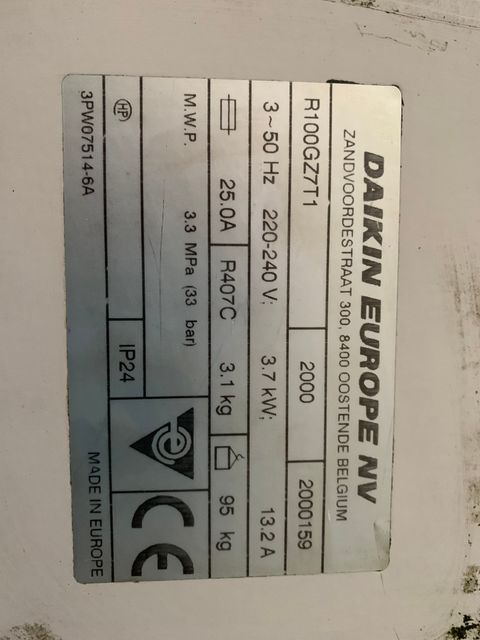 DAIKIN EUROPE NV
ZANDVOORDESTRAAT 300, 8400 OOSTENDE BELGIUM
R100GZ7T1 2000 2000159
3~50 Hz 220-240 V; 3.7 kW; 13.2 A
25.0A R407C 3.1 kg 95 kg
M.W.P. 3.3 MPa (33 bar)
HP IP24 e CE
3PW07514-6A MADE IN EUROPE